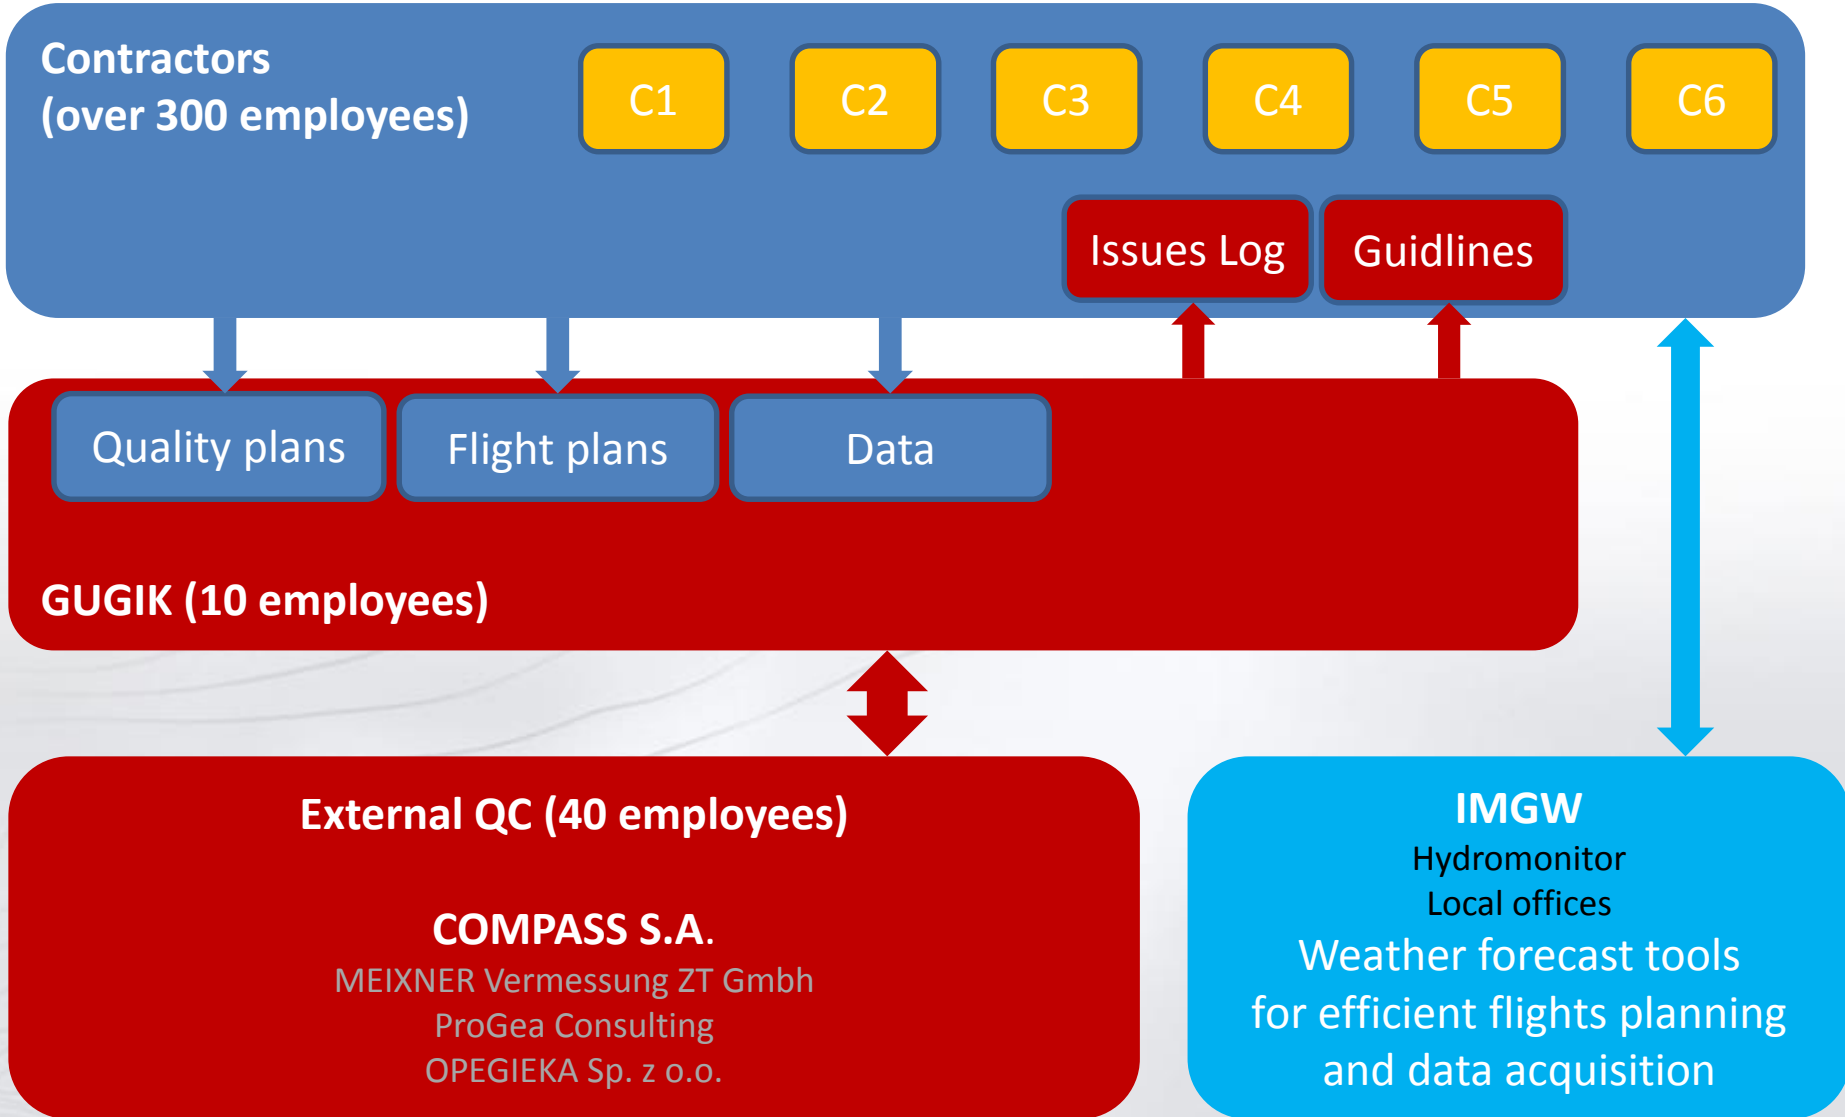 Contractors
(over 300 employees)
C1
C2
C3
C4
C5
C6
Issues Log
Guidlines
Quality plans
Flight plans
Data
GUGIK (10 employees)
External QC (40 employees)
COMPASS S.A.
MEIXNER Vermessung ZT Gmbh
ProGea Consulting
OPEGIEKA Sp. z o.o.
IMGW
Hydromonitor
Local offices
Weather forecast tools
for efficient flights planning
and data acquisition